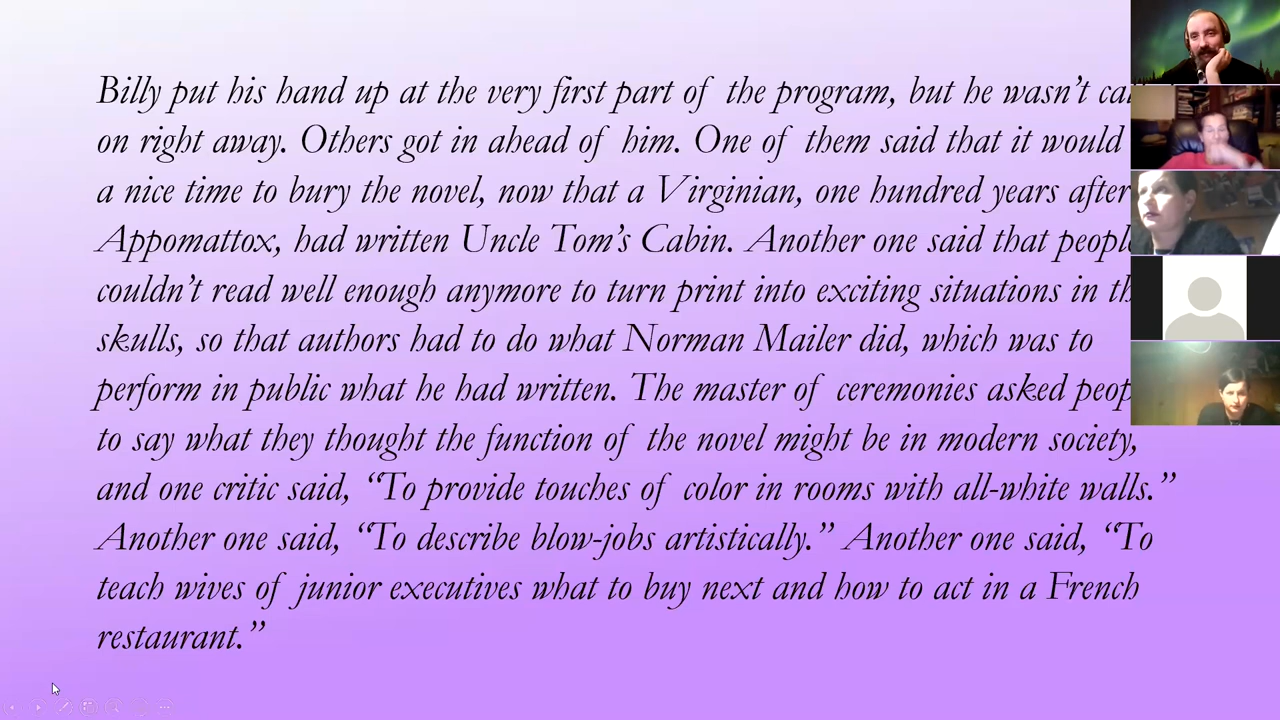 Billy put his hand up at the very first part of the program, but he wasn’t
on right away. Others got in ahead of him. One of them said that it would
a nice time to bury the novel, now that a Virginian, one hundred years after
Appomattox, had written Uncle Tom’s Cabin. Another one said that people
couldn’t read well enough anymore to turn print into exciting situations in
skulls, so that authors had to do what Norman Mailer did, which was to
perform in public what he had written. The master of ceremonies asked
to say what they thought the function of the novel might be in modern society,
and one critic said, “To provide touches of color in rooms with all-white walls.”
Another one said, “To describe blow-jobs artistically.” Another one said, “To
teach wives of junior executives what to buy next and how to act in a French
restaurant.”